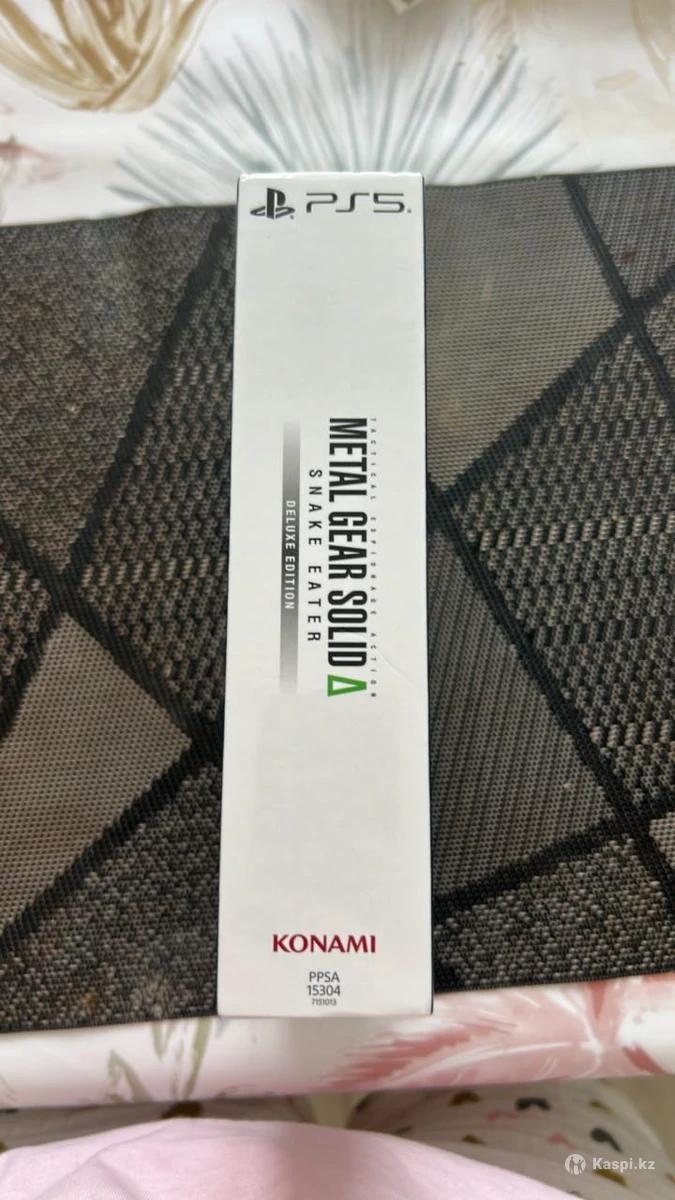 PS5
TACTICAL ESPIONAGE ACTION
METAL GEAR SOLID Δ
SNAKE EATER
DELUXE EDITION
KONAMI
PPSA
15304
7151013
Kaspi.kz